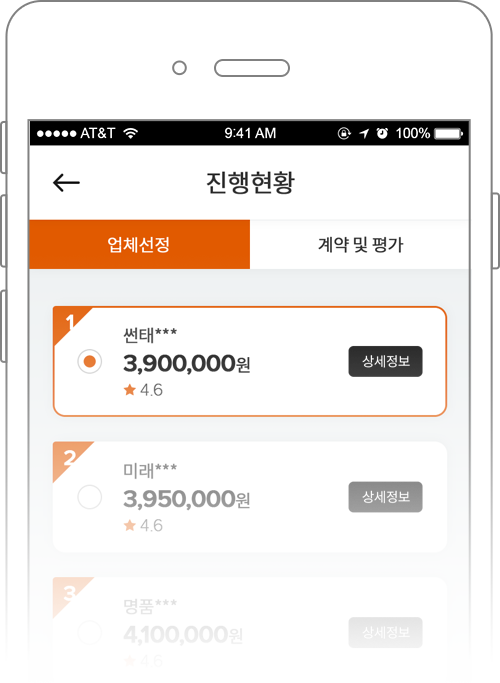 ●●●●● AT&T 9:41 AM 100%
진행현황
업체선정 계약 및 평가
1
썬태***
3,900,000원
상세정보
★ 4.6
2
미래***
3,950,000원
상세정보
★ 4.6
3
명품***
4,100,000원
상세정보
★ 4.6